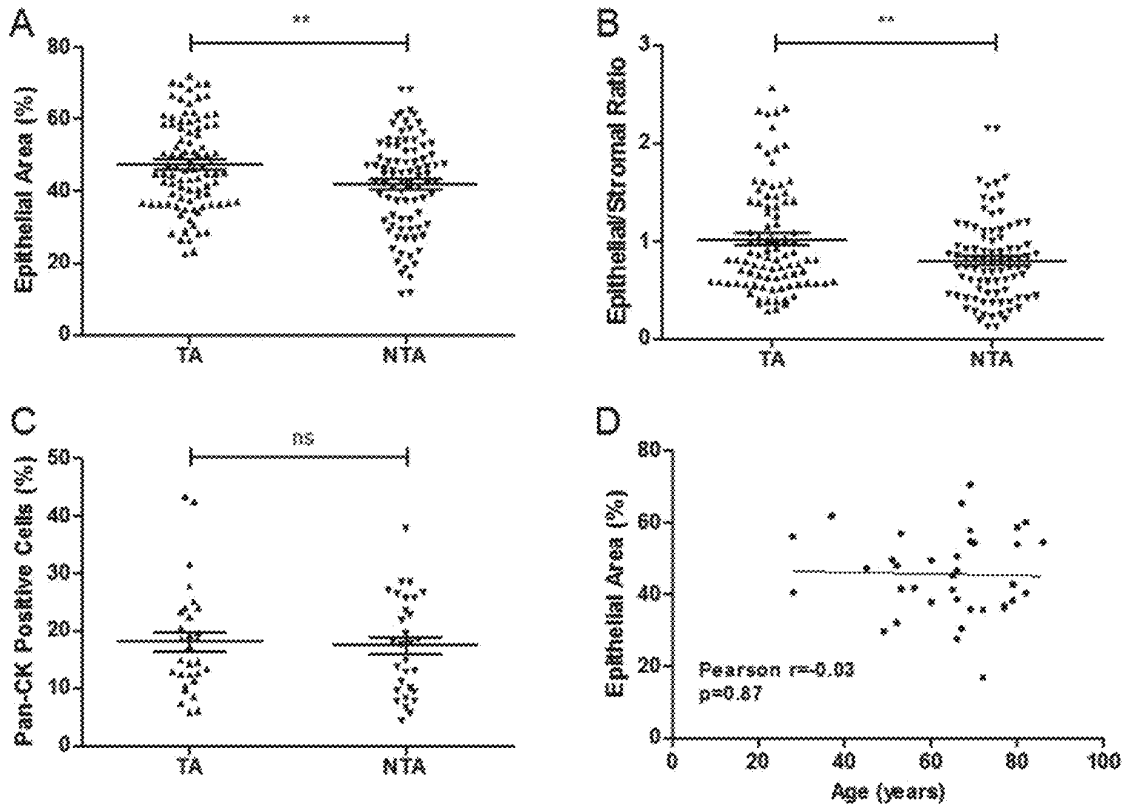 A
**
Epithelial Area (%)
80
60
40
20
0
TA
NTA
B
**
Epithelial/Stromal Ratio
3
2
1
0
TA
NTA
C
ns
Pan-CK Positive Cells (%)
50
40
30
20
10
0
TA
NTA
D
Epithelial Area (%)
80
60
40
20
0
Pearson r=-0.03
p=0.87
0
20
40
60
80
100
Age (years)